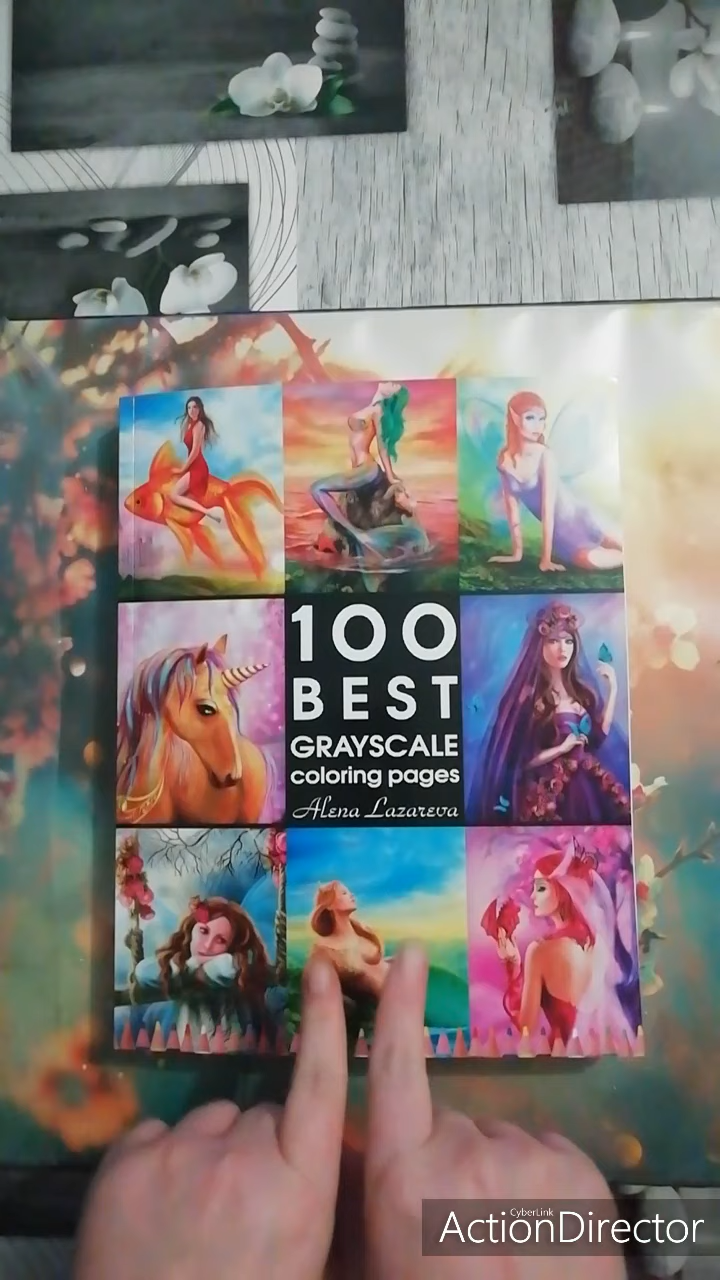 100
BEST
GRAYSCALE
coloring pages
Alena Lazareva
CyberLink
ActionDirector